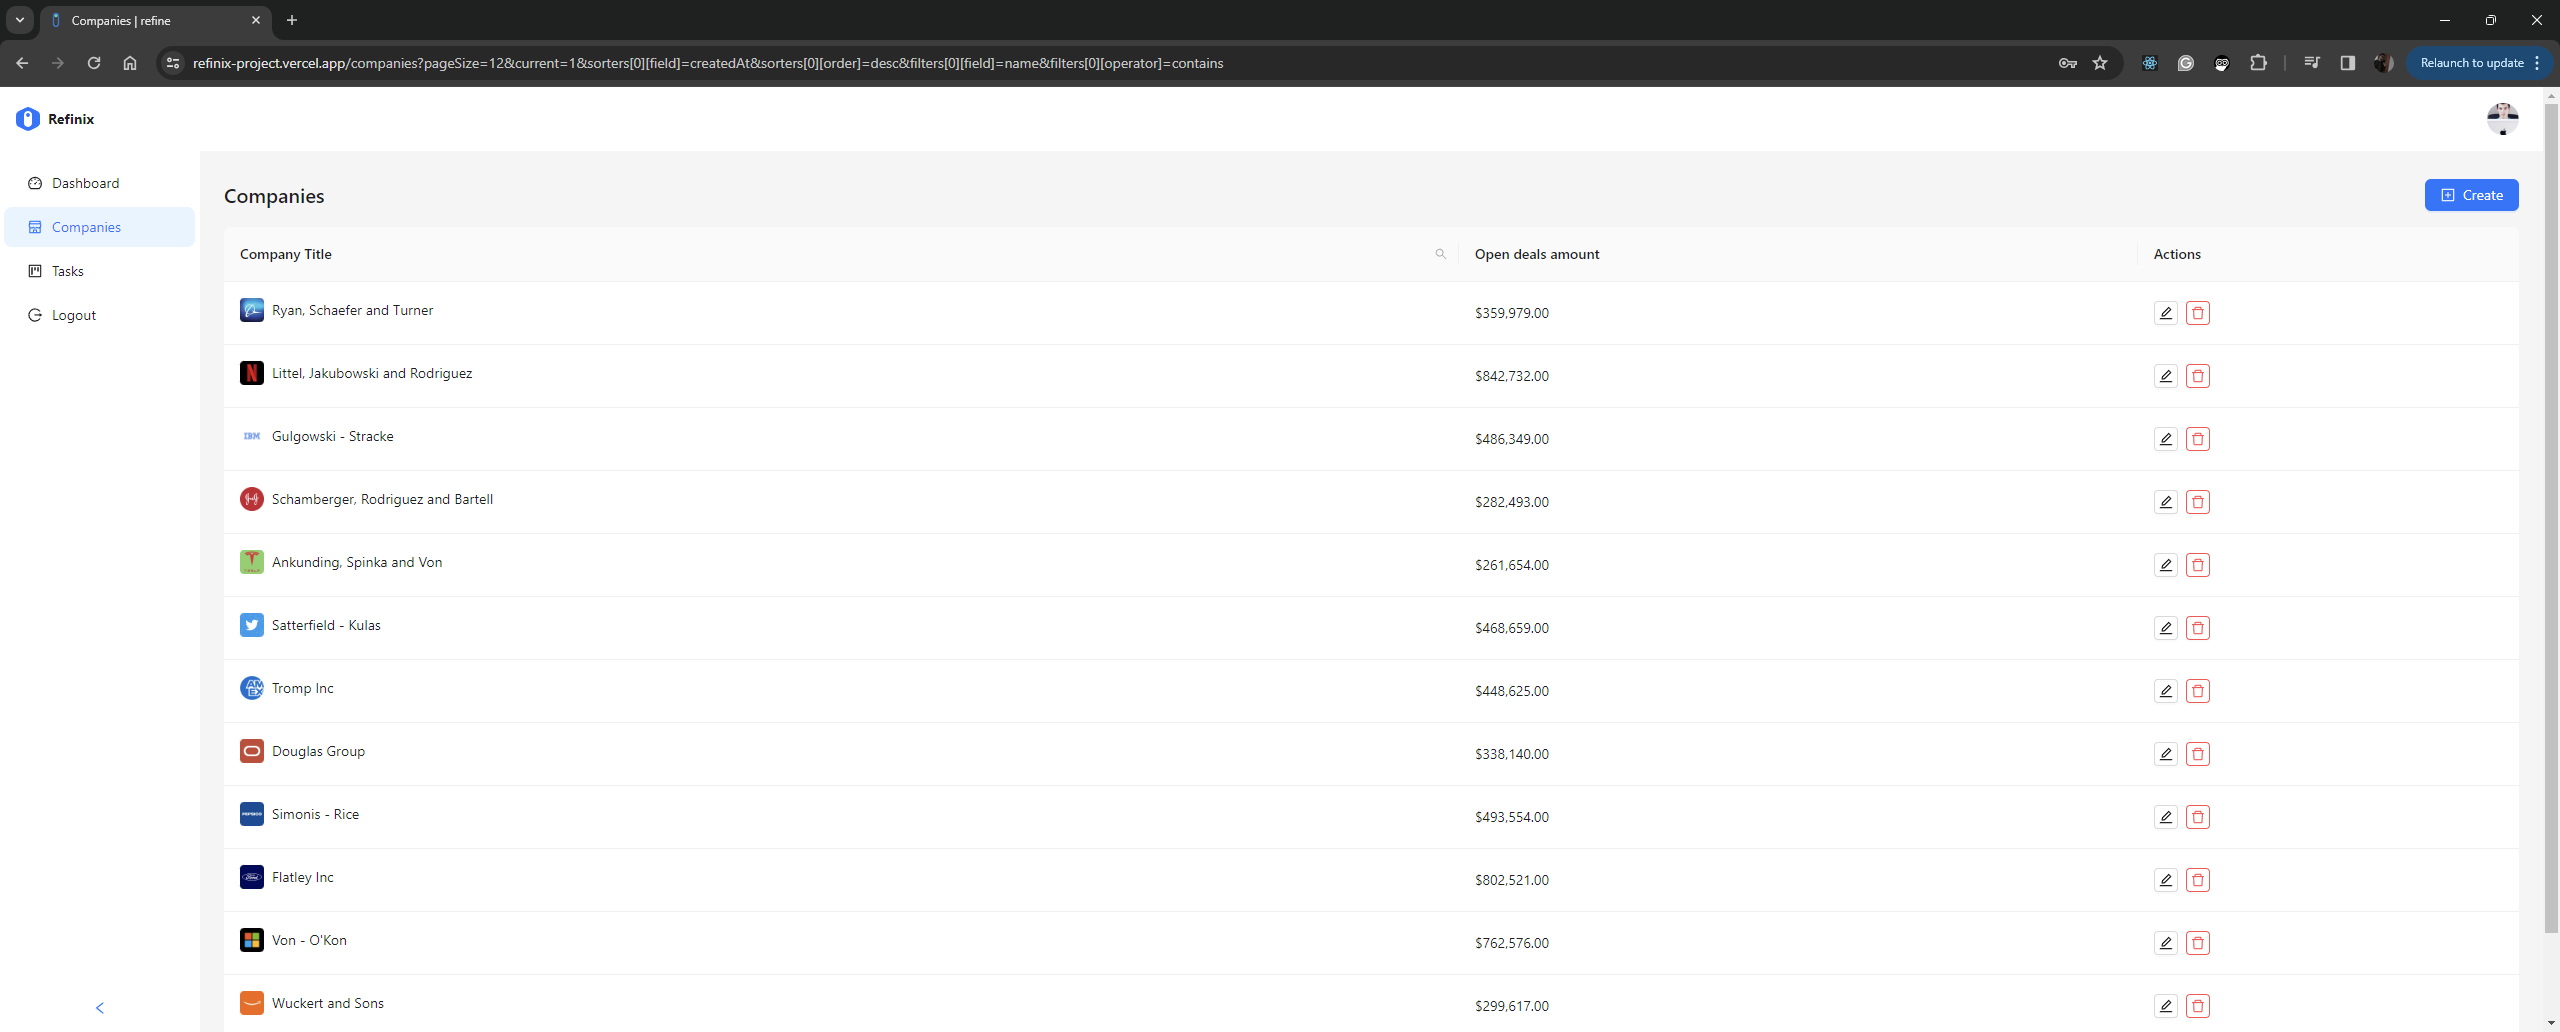 Companies | refine
refinix-project.vercel.app/companies?pageSize=12&current=1&sorters[0][field]=createdAt&sorters[0][order]=desc&filters[0][field]=name&filters[0][operator]=contains
Relaunch to update
Refinix
Dashboard
Companies
Tasks
Logout
Companies
Create
Company Title Open deals amount Actions
Ryan, Schaefer and Turner $359,979.00
Littel, Jakubowski and Rodriguez $842,732.00
IBM Gulgowski - Stracke $486,349.00
Schamberger, Rodriguez and Bartell $282,493.00
Ankunding, Spinka and Von $261,654.00
Satterfield - Kulas $468,659.00
AM
EX
Tromp Inc $448,625.00
Douglas Group $338,140.00
PEPSICO Simonis - Rice $493,554.00
Ford Flatley Inc $802,521.00
Von - O'Kon $762,576.00
Wuckert and Sons $299,617.00